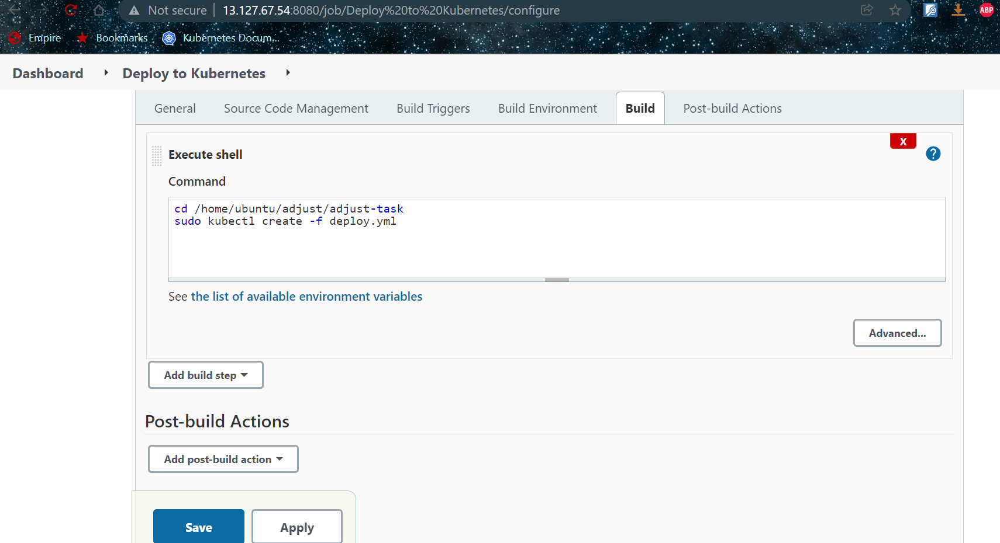 Not secure | 13.127.67.54:8080/job/Deploy%20to%20Kubernetes/configure
ABP
Empire Bookmarks Kubernetes Docum...
Dashboard Deploy to Kubernetes
General Source Code Management Build Triggers Build Environment Build Post-build Actions
X
Execute shell ?
Command
cd /home/ubuntu/adjust/adjust-task
sudo kubectl create -f deploy.yml
See the list of available environment variables
Advanced...
Add build step
Post-build Actions
Add post-build action
Save Apply